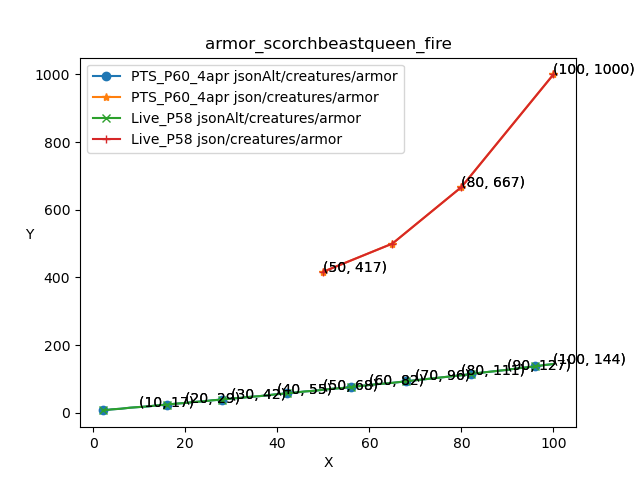 armor_scorchbeastqueen_fire
PTS_P60_4apr jsonAlt/creatures/armor
PTS_P60_4apr json/creatures/armor
Live_P58 jsonAlt/creatures/armor
Live_P58 json/creatures/armor
Y
1000
800
600
400
200
0
(100, 1000)
(80, 667)
(50, 417)
(10, 17)
(20, 29)
(30, 42)
(40, 55)
(50, 68)
(60, 82)
(70, 96)
(80, 111)
(90, 127)
(100, 144)
0 20 40 60 80 100
X